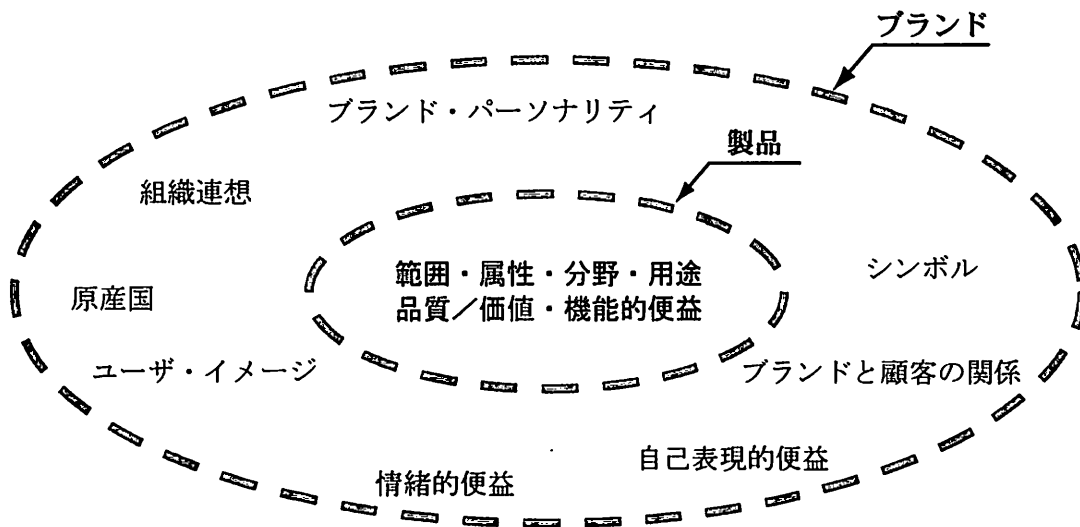 ブランド
ブランド・パーソナリティ
製品
組織連想
範囲・属性・分野・用途
品質／価値・機能的便益
シンボル
原産国
ユーザ・イメージ
ブランドと顧客の関係
自己表現的便益
情緒的便益